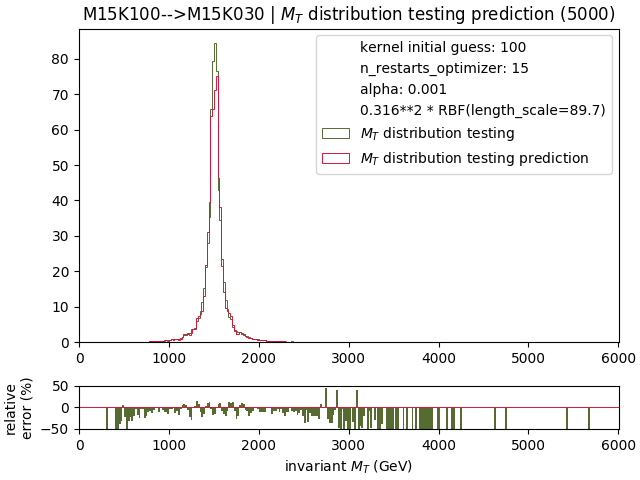 M15K100-->M15K030 | M_T distribution testing prediction (5000)
kernel initial guess: 100
n_restarts_optimizer: 15
alpha: 0.001
0.316**2 * RBF(length_scale=89.7)
M_T distribution testing
M_T distribution testing prediction
80
70
60
50
40
30
20
10
0
0 1000 2000 3000 4000 5000 6000
relative
error (%)
50
0
−50
0 1000 2000 3000 4000 5000 6000
invariant M_T (GeV)